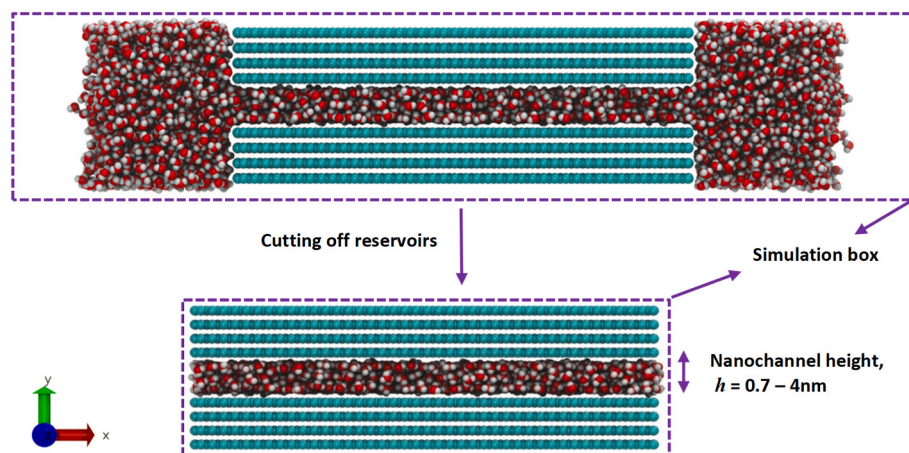 Cutting off reservoirs
Simulation box
Nanochannel height,
h = 0.7 – 4nm
y
x